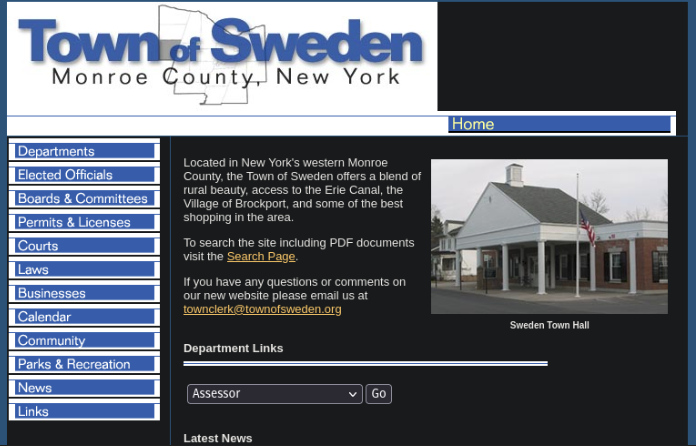 Town of Sweden
Monroe County, New York
Home
Departments
Elected Officials
Boards & Committees
Permits & Licenses
Courts
Laws
Businesses
Calendar
Community
Parks & Recreation
News
Links
Located in New York's western Monroe
County, the Town of Sweden offers a blend of
rural beauty, access to the Erie Canal, the
Village of Brockport, and some of the best
shopping in the area.
To search the site including PDF documents
visit the Search Page.
If you have any questions or comments on
our new website please email us at
townclerk@townofsweden.org
Sweden Town Hall
Department Links
Assessor
Go
Latest News